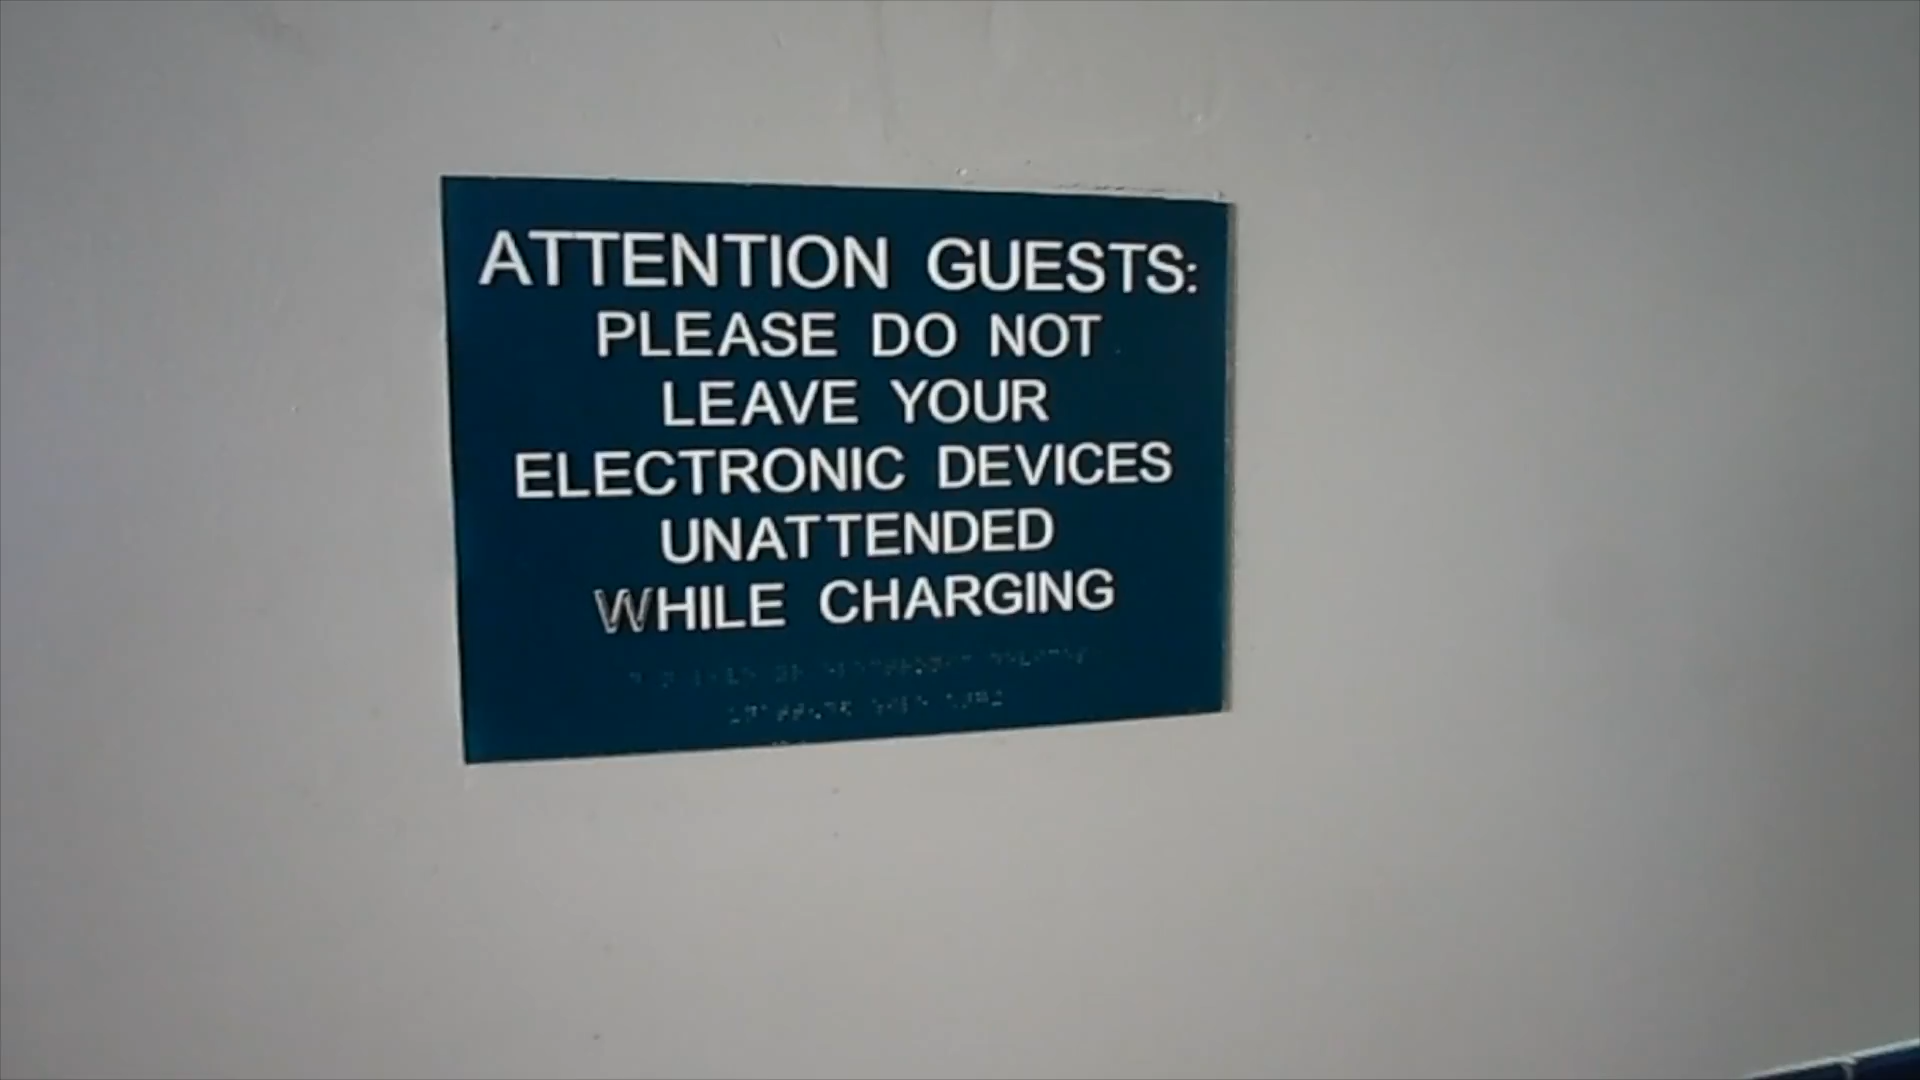 ATTENTION GUESTS:
PLEASE DO NOT
LEAVE YOUR
ELECTRONIC DEVICES
UNATTENDED
WHILE CHARGING